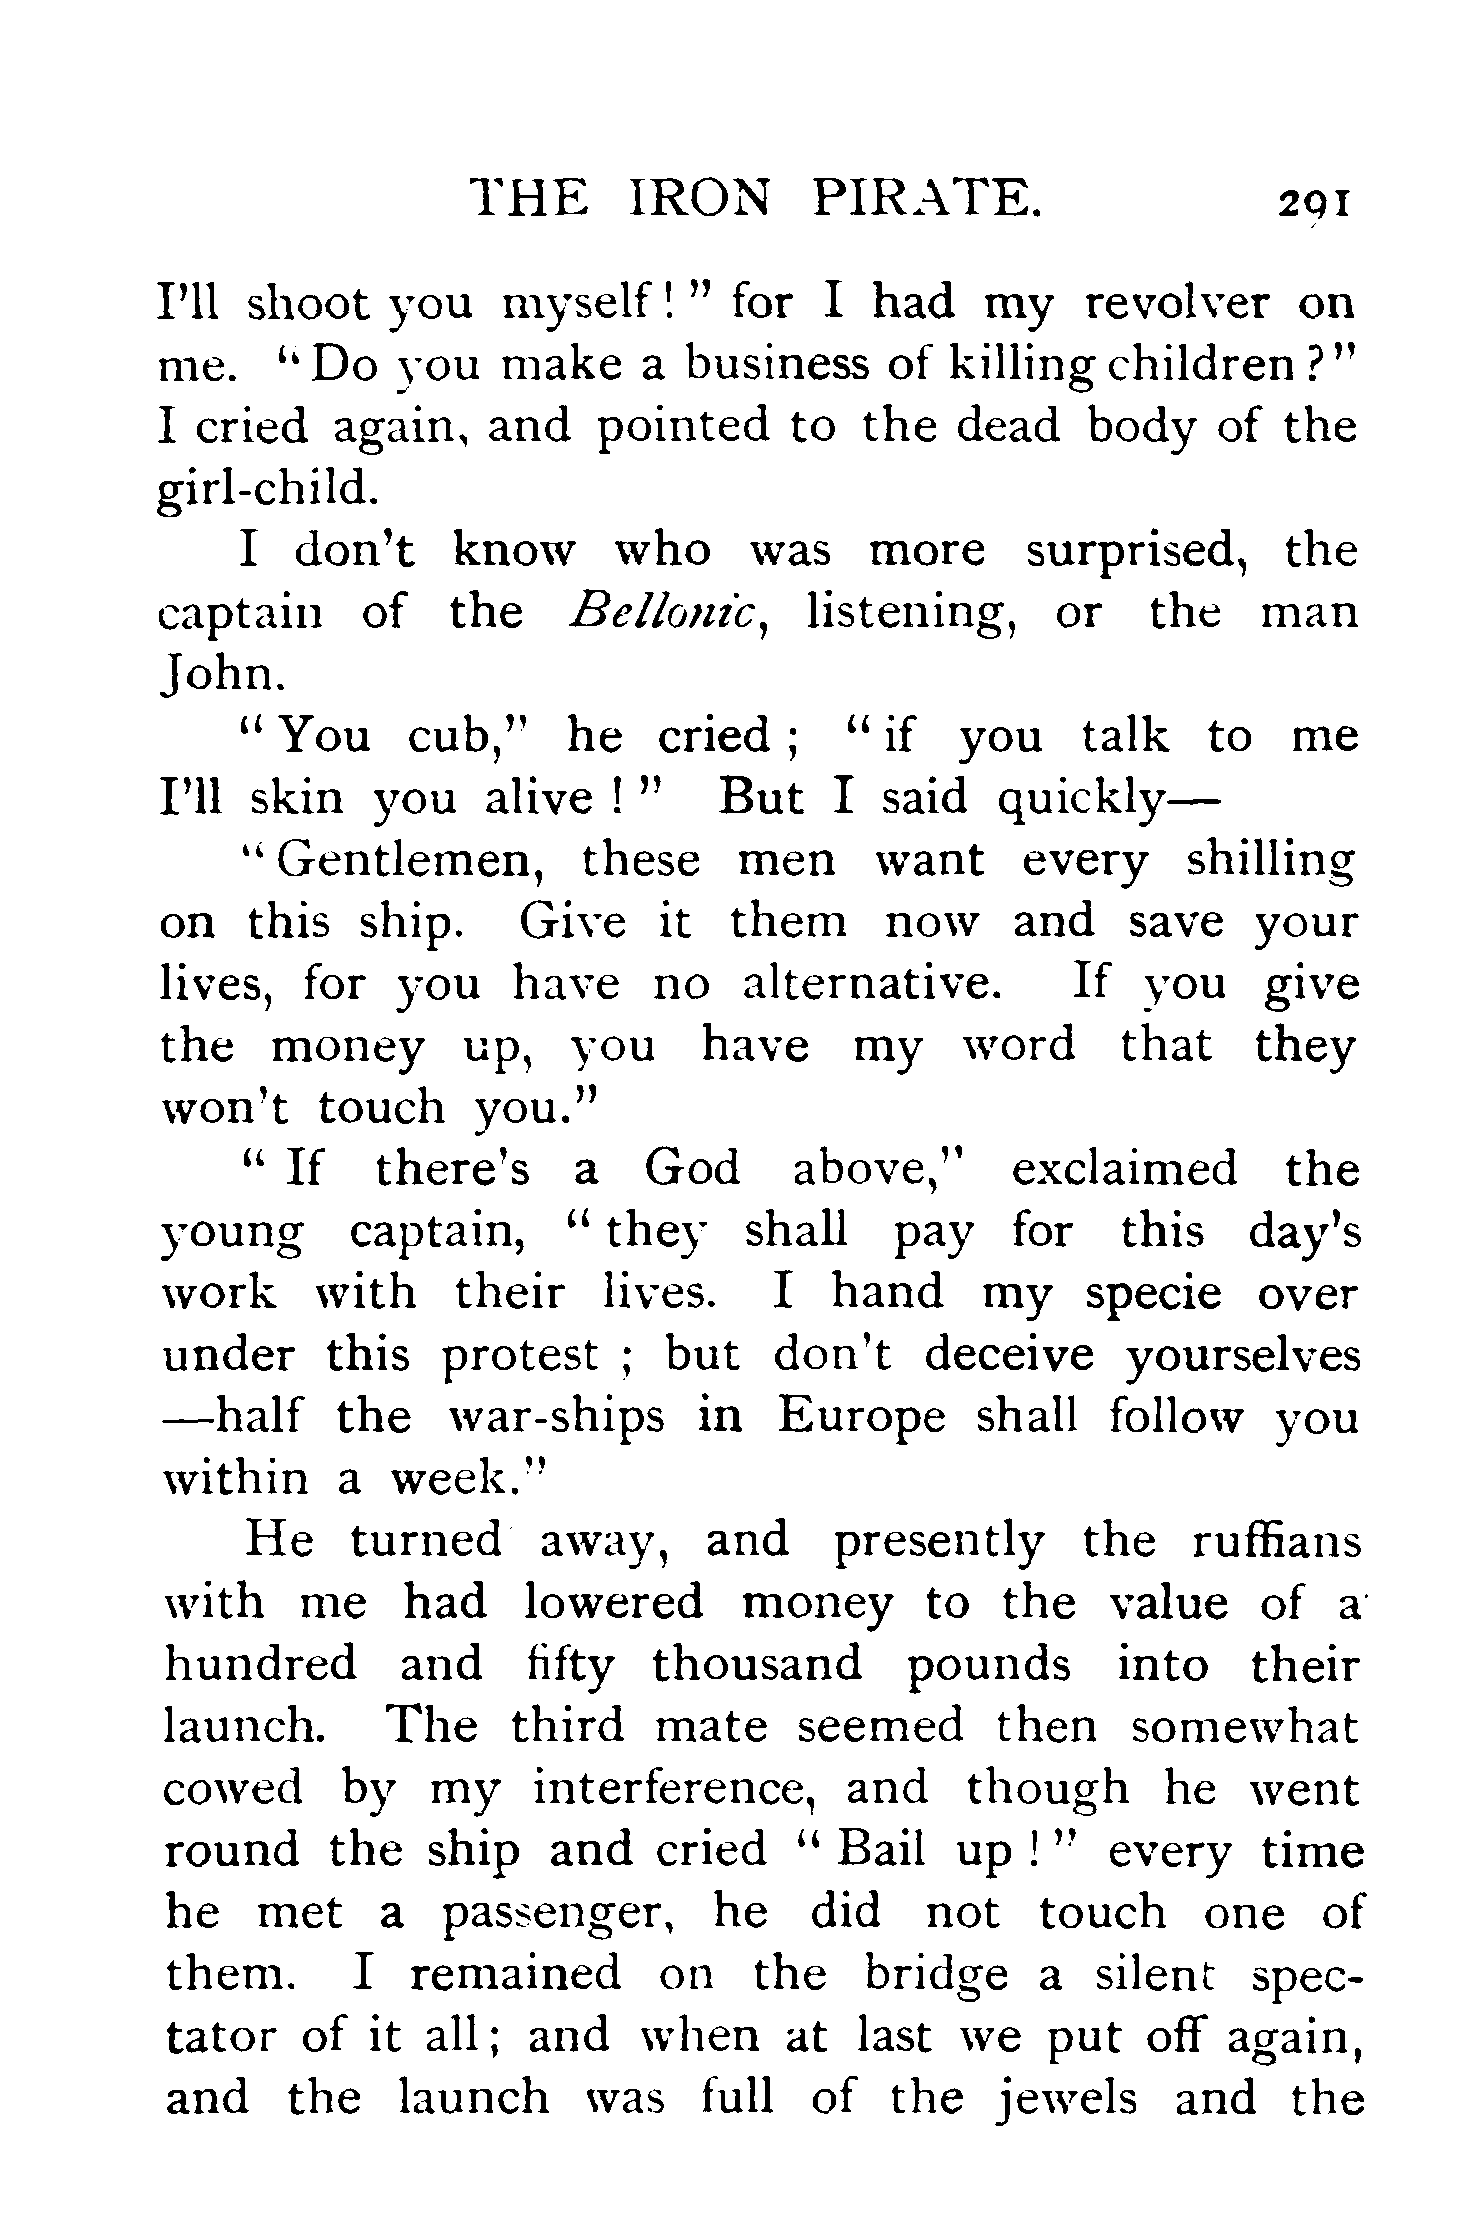 THE IRON PIRATE. 291
I'll shoot you myself! " for I had my revolver on
me. " Do you make a business of killing children ?"
I cried again, and pointed to the dead body of the
girl-child.
I don't know who was more surprised, the
captain of the Bellonic, listening, or the man
John.
" You cub," he cried ; " if you talk to me
I'll skin you alive ! " But I said quickly—
" Gentlemen, these men want every shilling
on this ship. Give it them now and save your
lives, for you have no alternative. If you give
the money up, you have my word that they
won't touch you."
" If there's a God above," exclaimed the
young captain, " they shall pay for this day's
work with their lives. I hand my specie over
under this protest ; but don't deceive yourselves
—half the war-ships in Europe shall follow you
within a week."
He turned away, and presently the ruffians
with me had lowered money to the value of a
hundred and fifty thousand pounds into their
launch. The third mate seemed then somewhat
cowed by my interference, and though he went
round the ship and cried " Bail up ! " every time
he met a passenger, he did not touch one of
them. I remained on the bridge a silent spec-
tator of it all; and when at last we put off again,
and the launch was full of the jewels and the